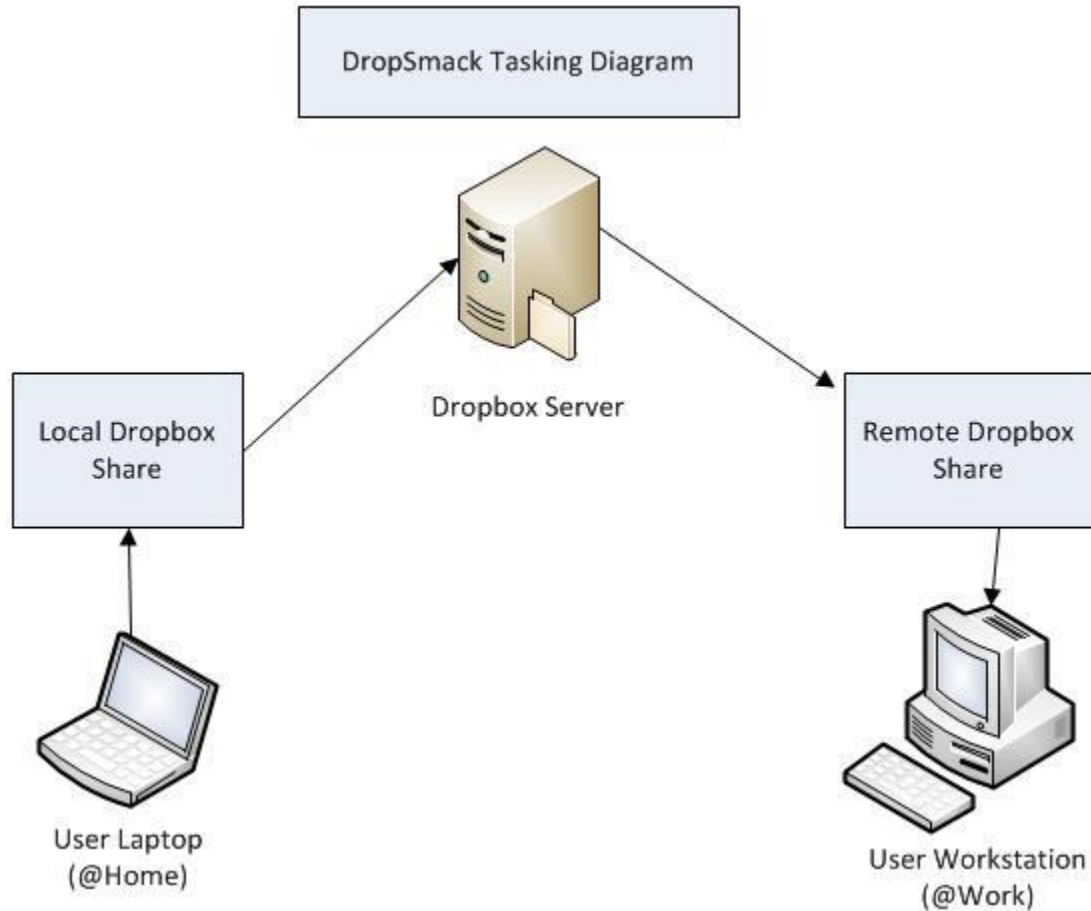 DropSmack Tasking Diagram
Dropbox Server
Local Dropbox
Share
Remote Dropbox
Share
User Laptop
(@Home)
User Workstation
(@Work)